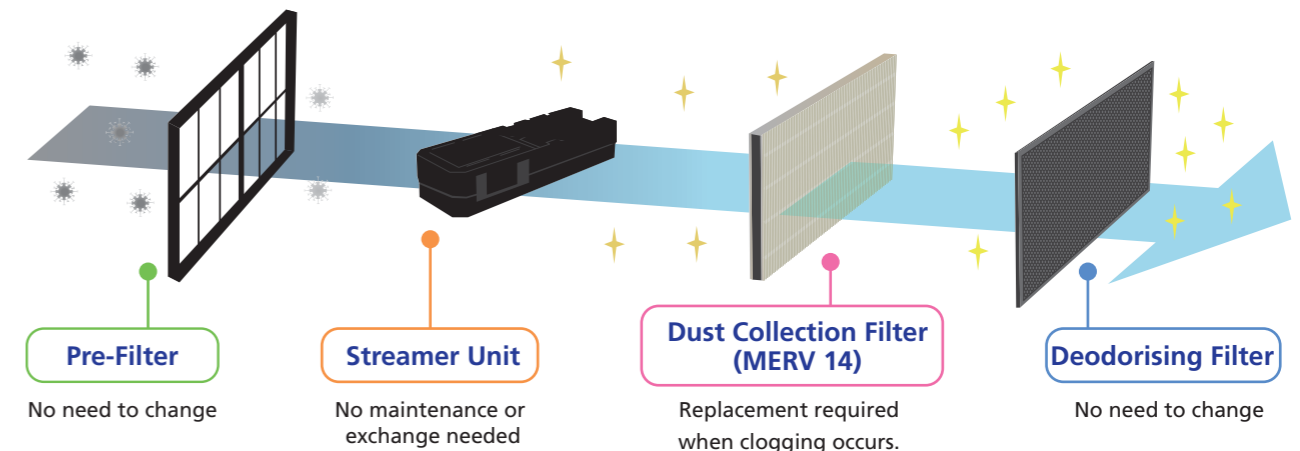 Pre-Filter
No need to change
Streamer Unit
No maintenance or
exchange needed
Dust Collection Filter
(MERV 14)
Replacement required
when clogging occurs.
Deodorising Filter
No need to change